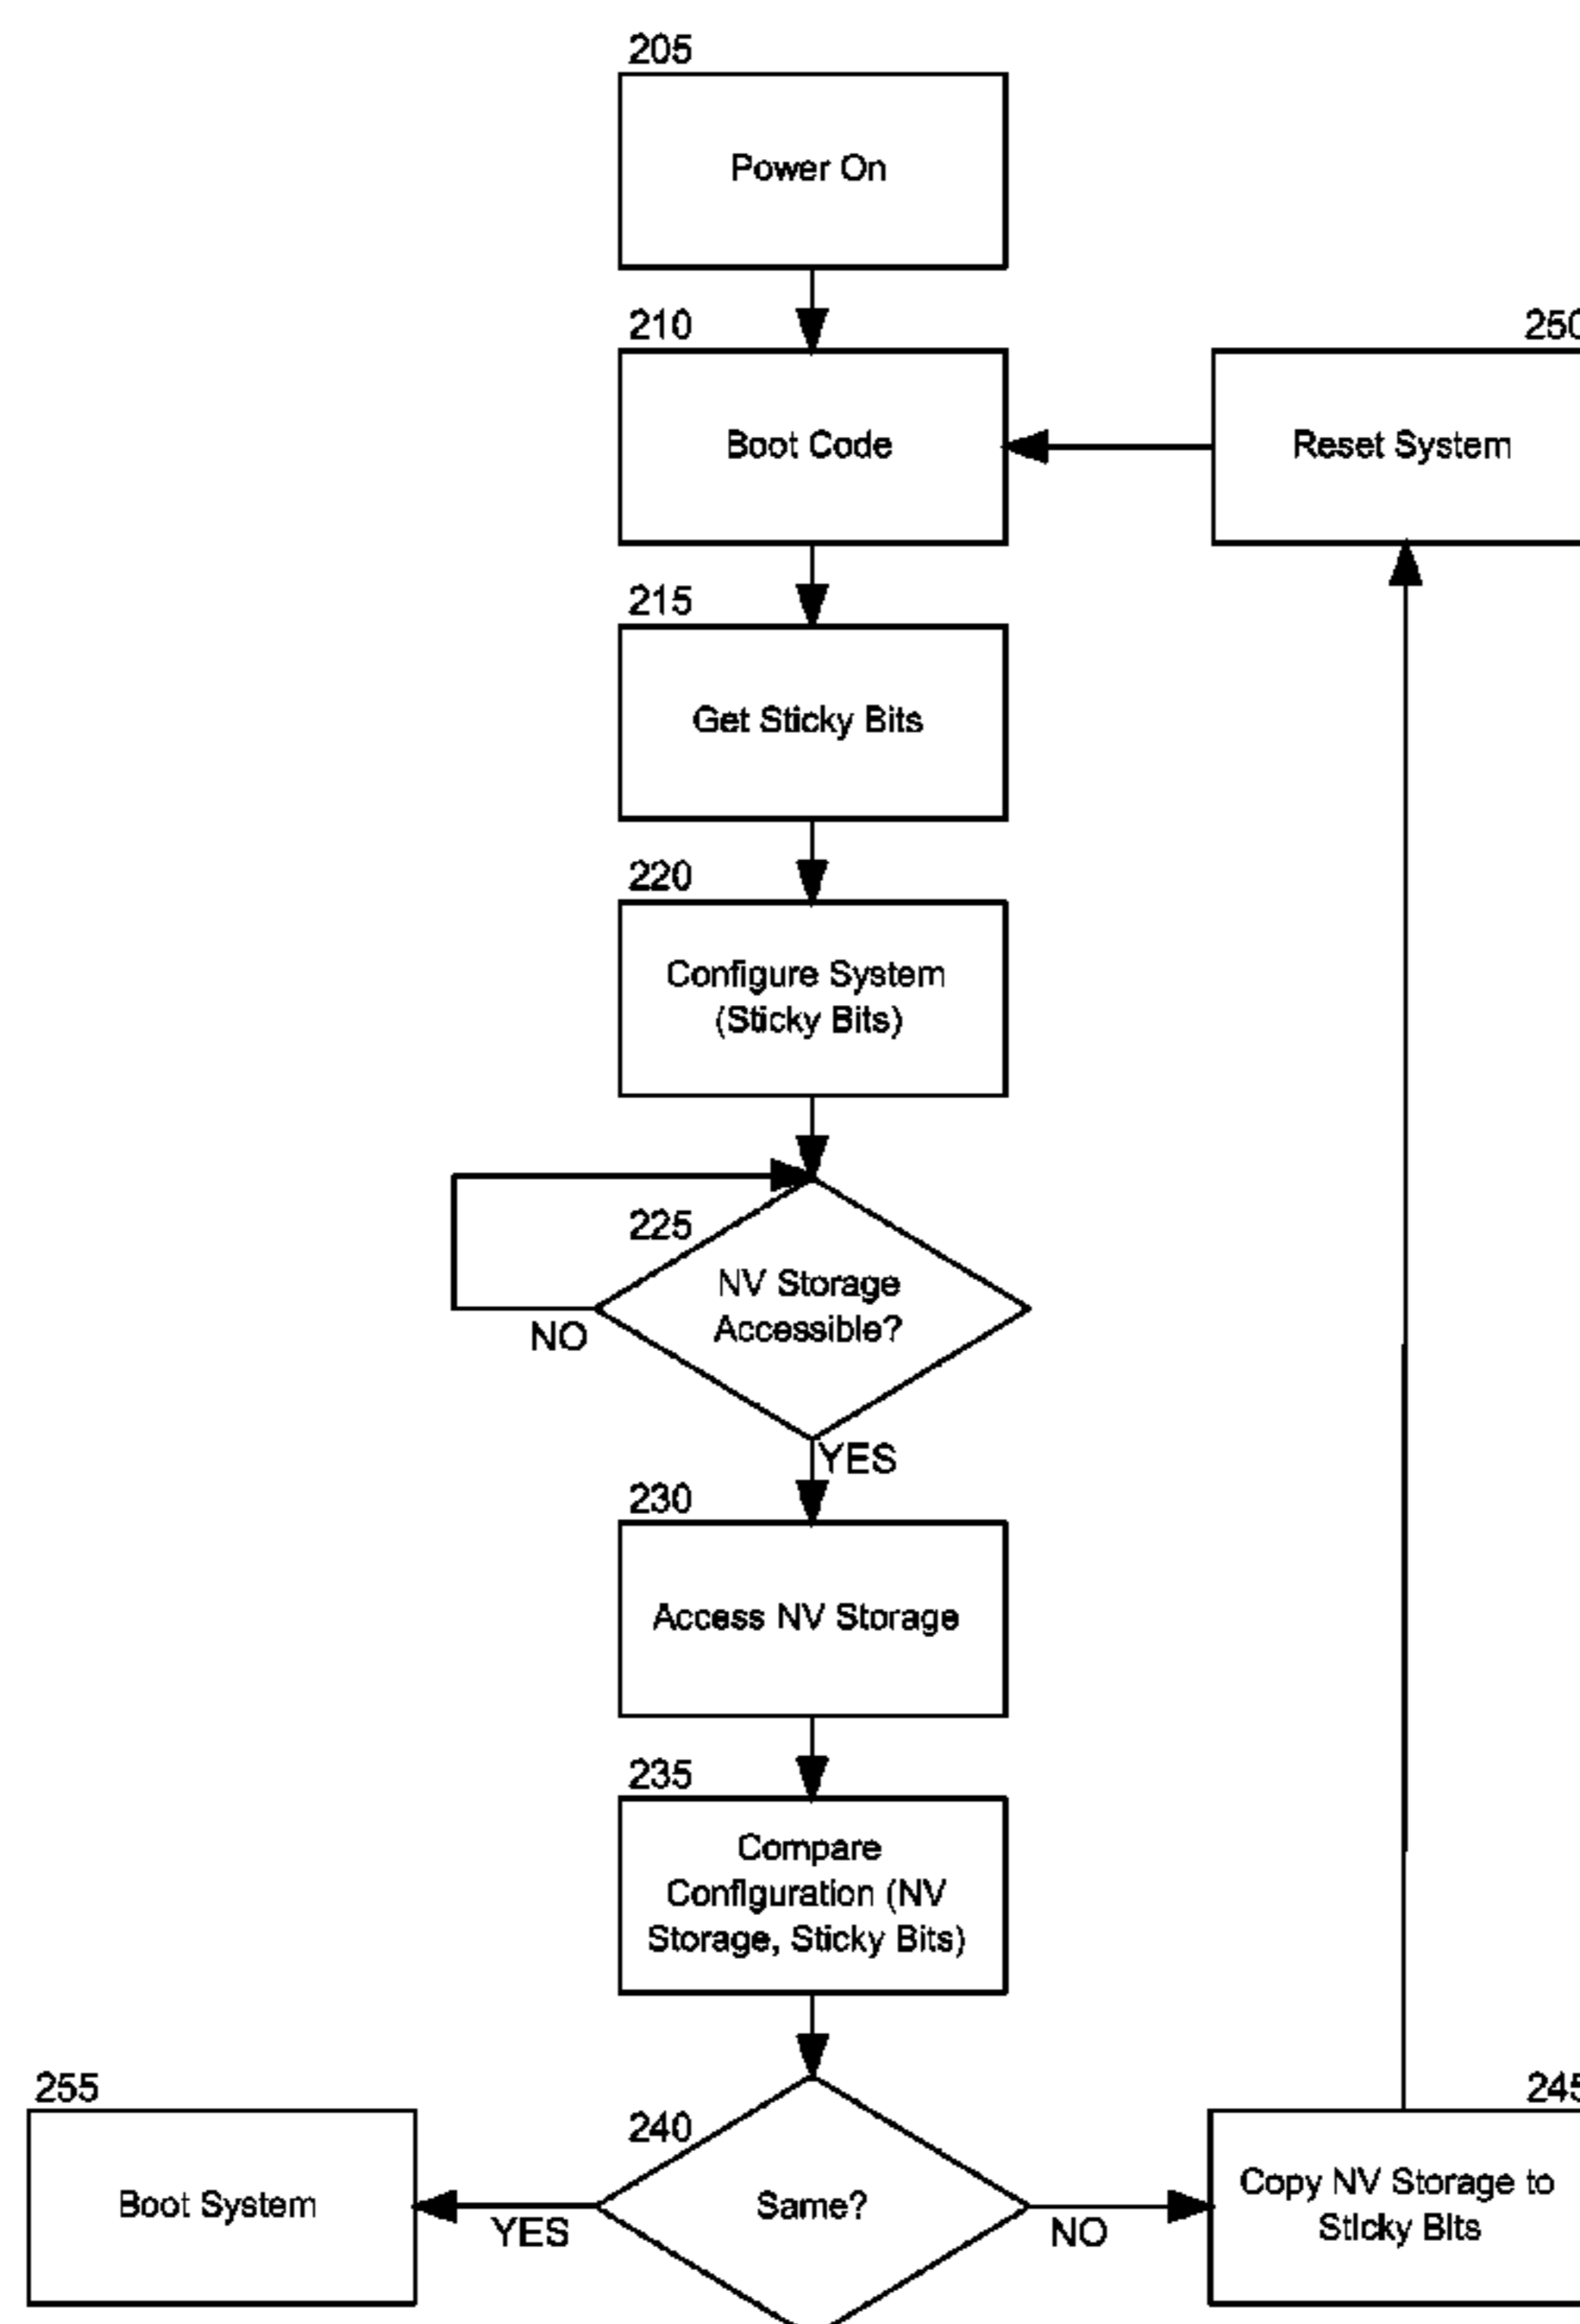 205
Power On
210
Boot Code
250
Reset System
215
Get Sticky Bits
220
Configure System
(Sticky Bits)
225
NV Storage
Accessible?
NO
YES
230
Access NV Storage
235
Compare
Configuration (NV
Storage, Sticky Bits)
240
Same?
YES
NO
255
Boot System
245
Copy NV Storage to
Sticky Bits